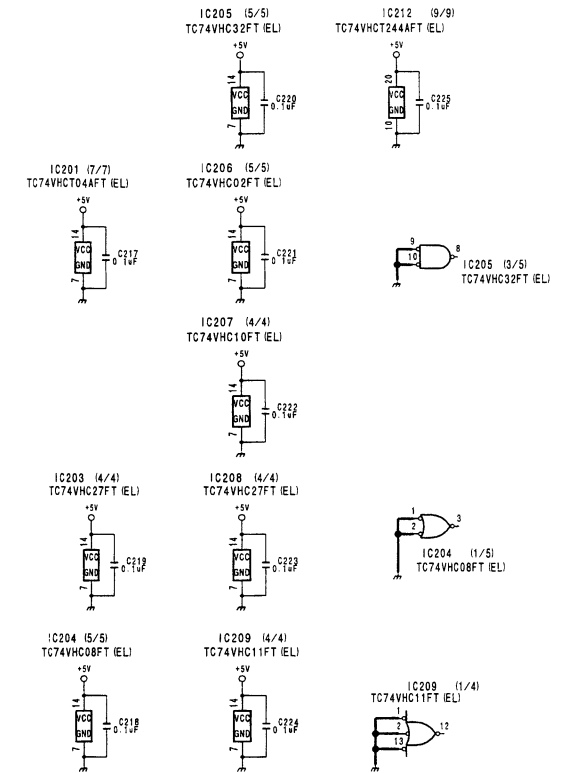 IC205 (5/5)
TC74VHC32FT(EL)
+5V
14
VCC
GND
7
C220
0.1uF
IC212 (9/9)
TC74VHCT244AFT(EL)
+5V
20
VCC
GND
10
C225
0.1uF
IC201 (7/7)
TC74VHCT04AFT(EL)
+5V
14
VCC
GND
7
C217
0.1uF
IC206 (5/5)
TC74VHC02FT(EL)
+5V
14
VCC
GND
7
C221
0.1uF
9
10
8
IC205 (3/5)
TC74VHC32FT(EL)
IC207 (4/4)
TC74VHC10FT(EL)
+5V
14
VCC
GND
7
C222
0.1uF
IC203 (4/4)
TC74VHC27FT(EL)
+5V
14
VCC
GND
7
C219
0.1uF
IC208 (4/4)
TC74VHC27FT(EL)
+5V
14
VCC
GND
7
C223
0.1uF
1
2
3
IC204 (1/5)
TC74VHC08FT(EL)
IC204 (5/5)
TC74VHC08FT(EL)
+5V
14
VCC
GND
7
C218
0.1uF
IC209 (4/4)
TC74VHC11FT(EL)
+5V
14
VCC
GND
7
C224
0.1uF
IC209 (1/4)
TC74VHC11FT(EL)
1
2
13
12